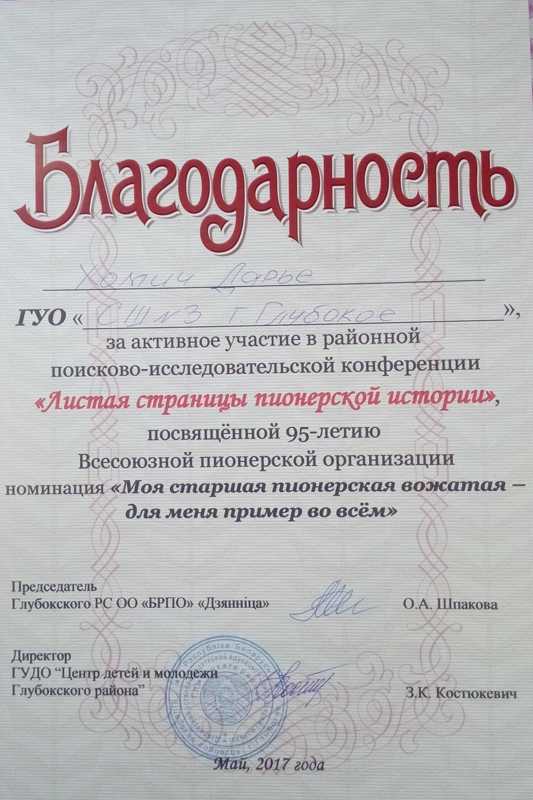 Благодарность
Хомич Дарье
ГУО «СШ №3 г. Глубокое»,
за активное участие в районной
поисково-исследовательской конференции
«Листая страницы пионерской истории»,
посвящённой 95-летию
Всесоюзной пионерской организации
номинация «Моя старшая пионерская вожатая –
для меня пример во всём»
Председатель
Глубокского РС ОО «БРПО» «Дзянніца» О.А. Шпакова
Директор
ГУДО "Центр детей и молодежи
Глубокого района" З.К. Костюкевич
Май, 2017 года